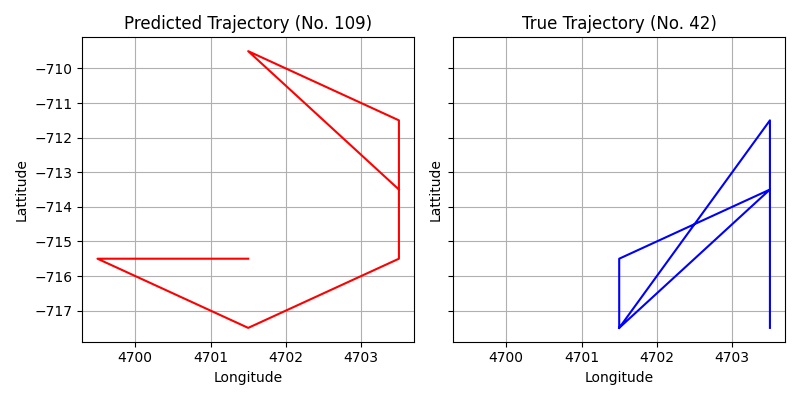 Predicted Trajectory (No. 109)
True Trajectory (No. 42)
−710
−711
−712
−713
−714
−715
−716
−717
Lattitude
Lattitude
4700 4701 4702 4703
4700 4701 4702 4703
Longitude
Longitude